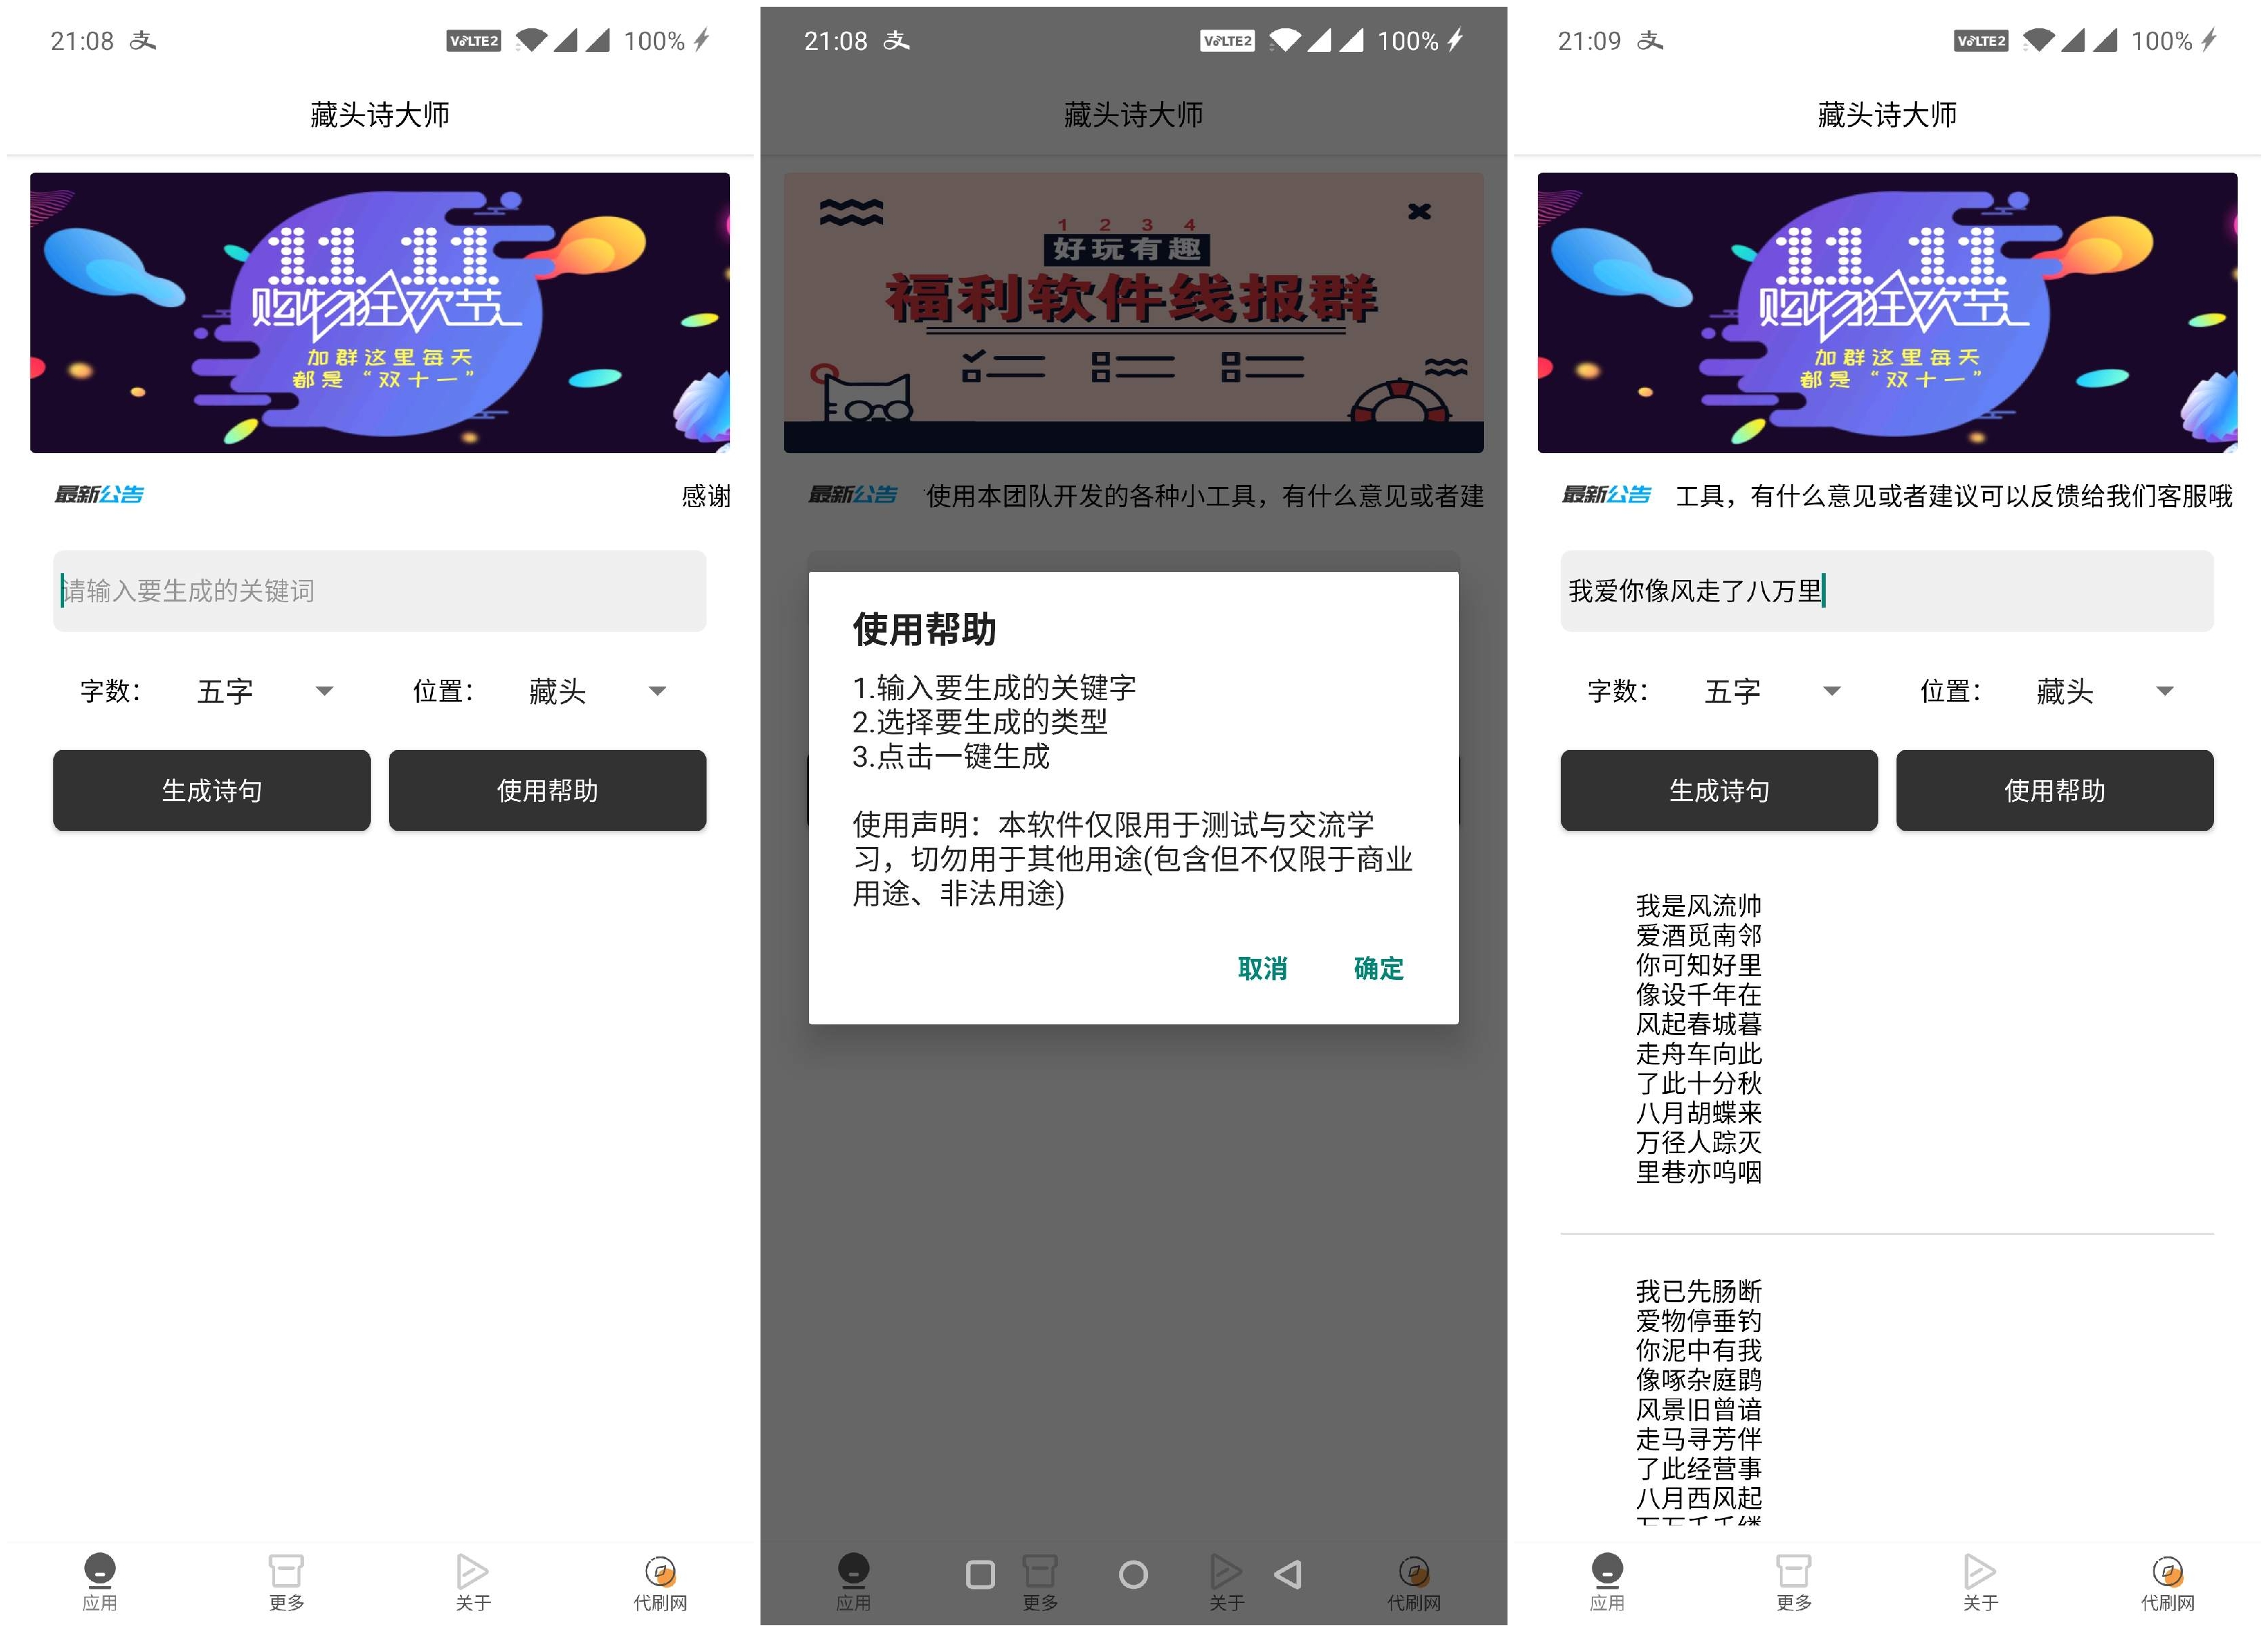 21:08 支 VoLTE2 100%
藏头诗大师
11.11
购物狂欢节
加群这里每天
都是“双十一”
最新公告 感谢
请输入要生成的关键词
字数： 五字 位置： 藏头
生成诗句 使用帮助
应用 更多 关于 代刷网
21:08 支 VoLTE2 100%
藏头诗大师
1 2 3 4
好玩有趣
福利软件线报群
最新公告 使用本团队开发的各种小工具，有什么意见或者建
使用帮助
1.输入要生成的关键字
2.选择要生成的类型
3.点击一键生成
使用声明：本软件仅限用于测试与交流学
习，切勿用于其他用途(包含但不仅限于商业
用途、非法用途)
取消 确定
应用 更多 关于 代刷网
21:09 支 VoLTE2 100%
藏头诗大师
11.11
购物狂欢节
加群这里每天
都是“双十一”
最新公告 工具，有什么意见或者建议可以反馈给我们客服哦
我爱你像风走了八万里
字数： 五字 位置： 藏头
生成诗句 使用帮助
我是风流帅
爱酒觅南邻
你可知好里
像设千年在
风起春城暮
走舟车向此
了此十分秋
八月胡蝶来
万径人踪灭
里巷亦呜咽
我已先肠断
爱物停垂钓
你泥中有我
像啄杂庭鹍
风景旧曾谙
走马寻芳伴
了此经营事
八月西风起
万万千千缕
应用 更多 关于 代刷网